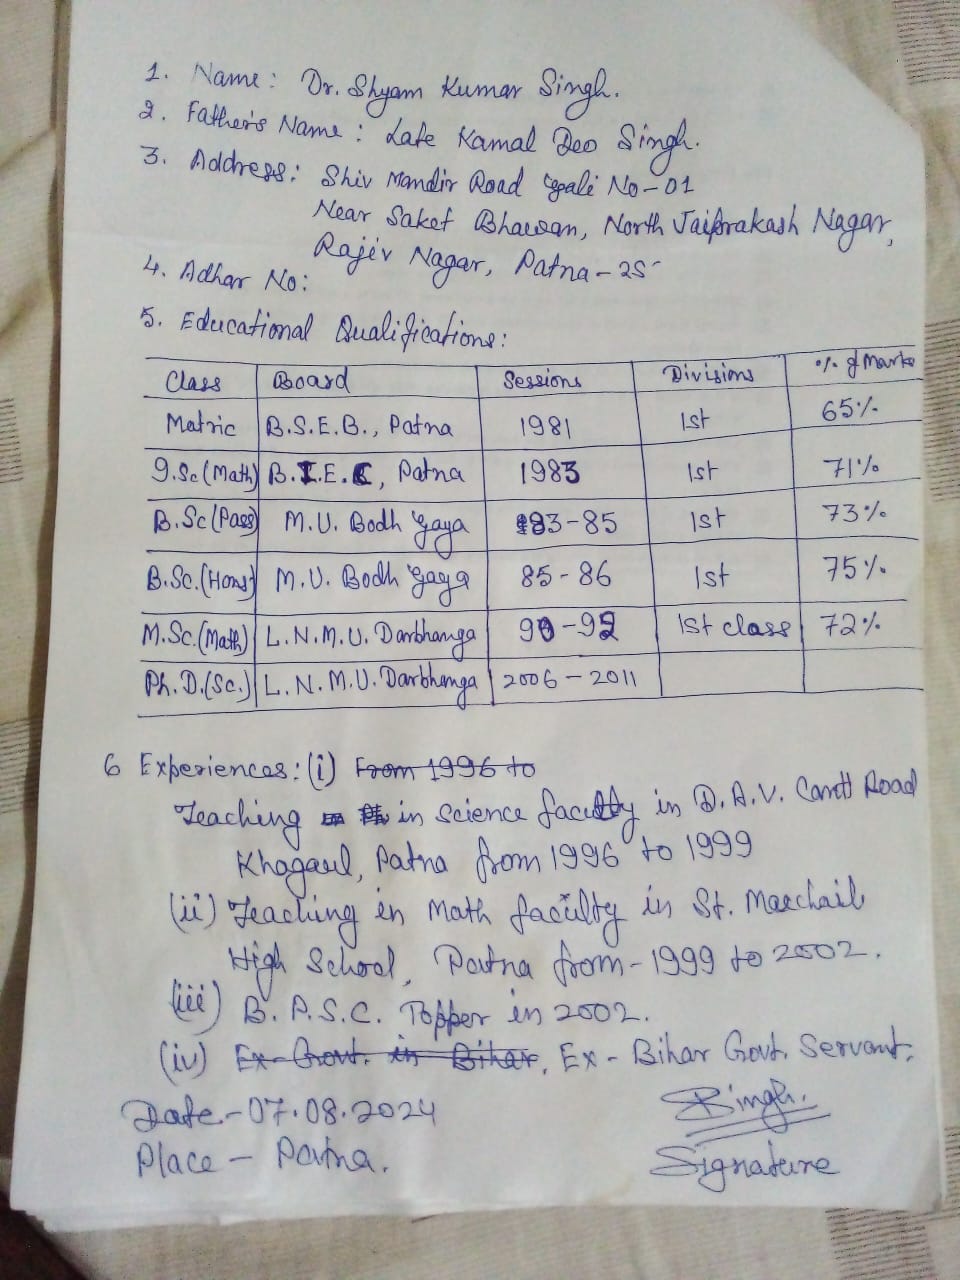 1. Name: Dr. Shyam Kumar Singh.
2. Father's Name: Late Kamal Deo Singh.
3. Address: Shiv Mandir Road Gali No-01
Near Saket Bhawan, North Jaiprakash Nagar,
Rajiv Nagar, Patna-25
4. Adhar No:
5. Educational Qualifications:
Class Board Sessions Divisions % of Marks
Matric B.S.E.B., Patna 1981 1st 65%
I.Sc(Math) B.I.E.C, Patna 1983 1st 71%
B.Sc(Pass) M.U. Bodh Gaya 83-85 1st 73%
B.Sc.(Hons) M.U. Bodh Gaya 85-86 1st 75%
M.Sc.(Math) L.N.M.U. Darbhanga 90-92 1st class 72%
Ph.D.(Sc.) L.N.M.U. Darbhanga 2006-2011
6 Experiences: (i) From 1996 to
Teaching in science faculty in D.A.V. Cantt Road
Khagaul, Patna from 1996 to 1999
(ii) Teaching in Math faculty in St. High School, Patna from-1999 to 2002.
(iii) B.P.S.C. Topper in 2002.
(iv) Ex-Govt. in Bihar, Ex-Bihar Govt. Servant.
Date-07.08.2024 Singh.
Place-Patna. Signature